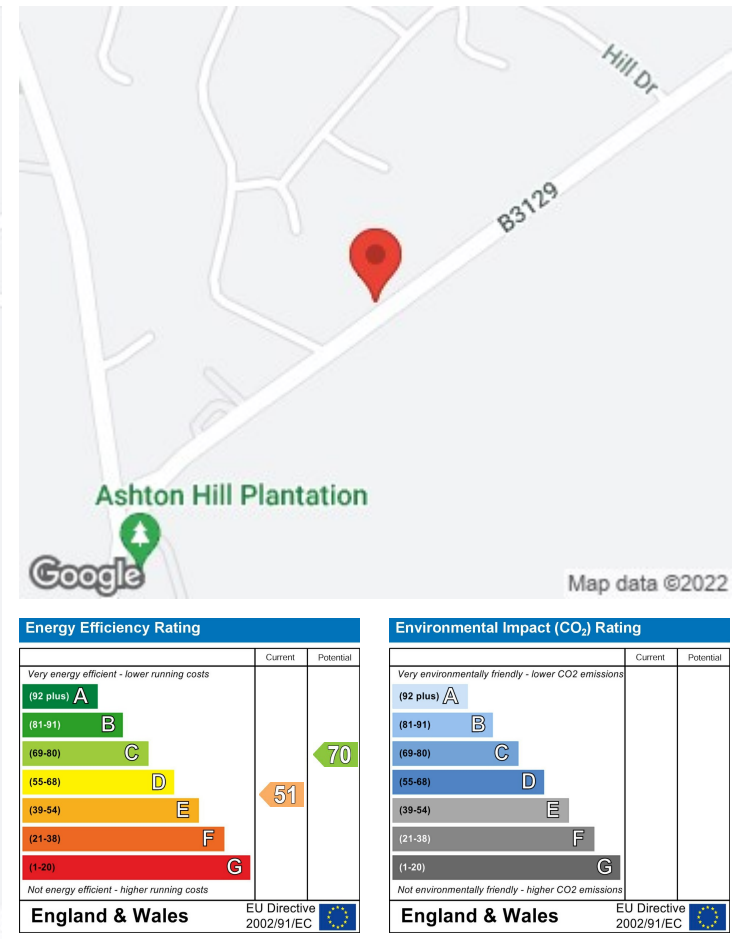 Hill Dr
B3129
Ashton Hill Plantation
Google
Map data ©2022
Energy Efficiency Rating
Current Potential
Very energy efficient - lower running costs
(92 plus) A
(81-91) B
(69-80) C
70
(55-68) D
51
(39-54) E
(21-38) F
(1-20) G
Not energy efficient - higher running costs
England & Wales
EU Directive
2002/91/EC
Environmental Impact (CO₂) Rating
Current Potential
Very environmentally friendly - lower CO2 emissions
(92 plus) A
(81-91) B
(69-80) C
(55-68) D
(39-54) E
(21-38) F
(1-20) G
Not environmentally friendly - higher CO2 emissions
England & Wales
EU Directive
2002/91/EC